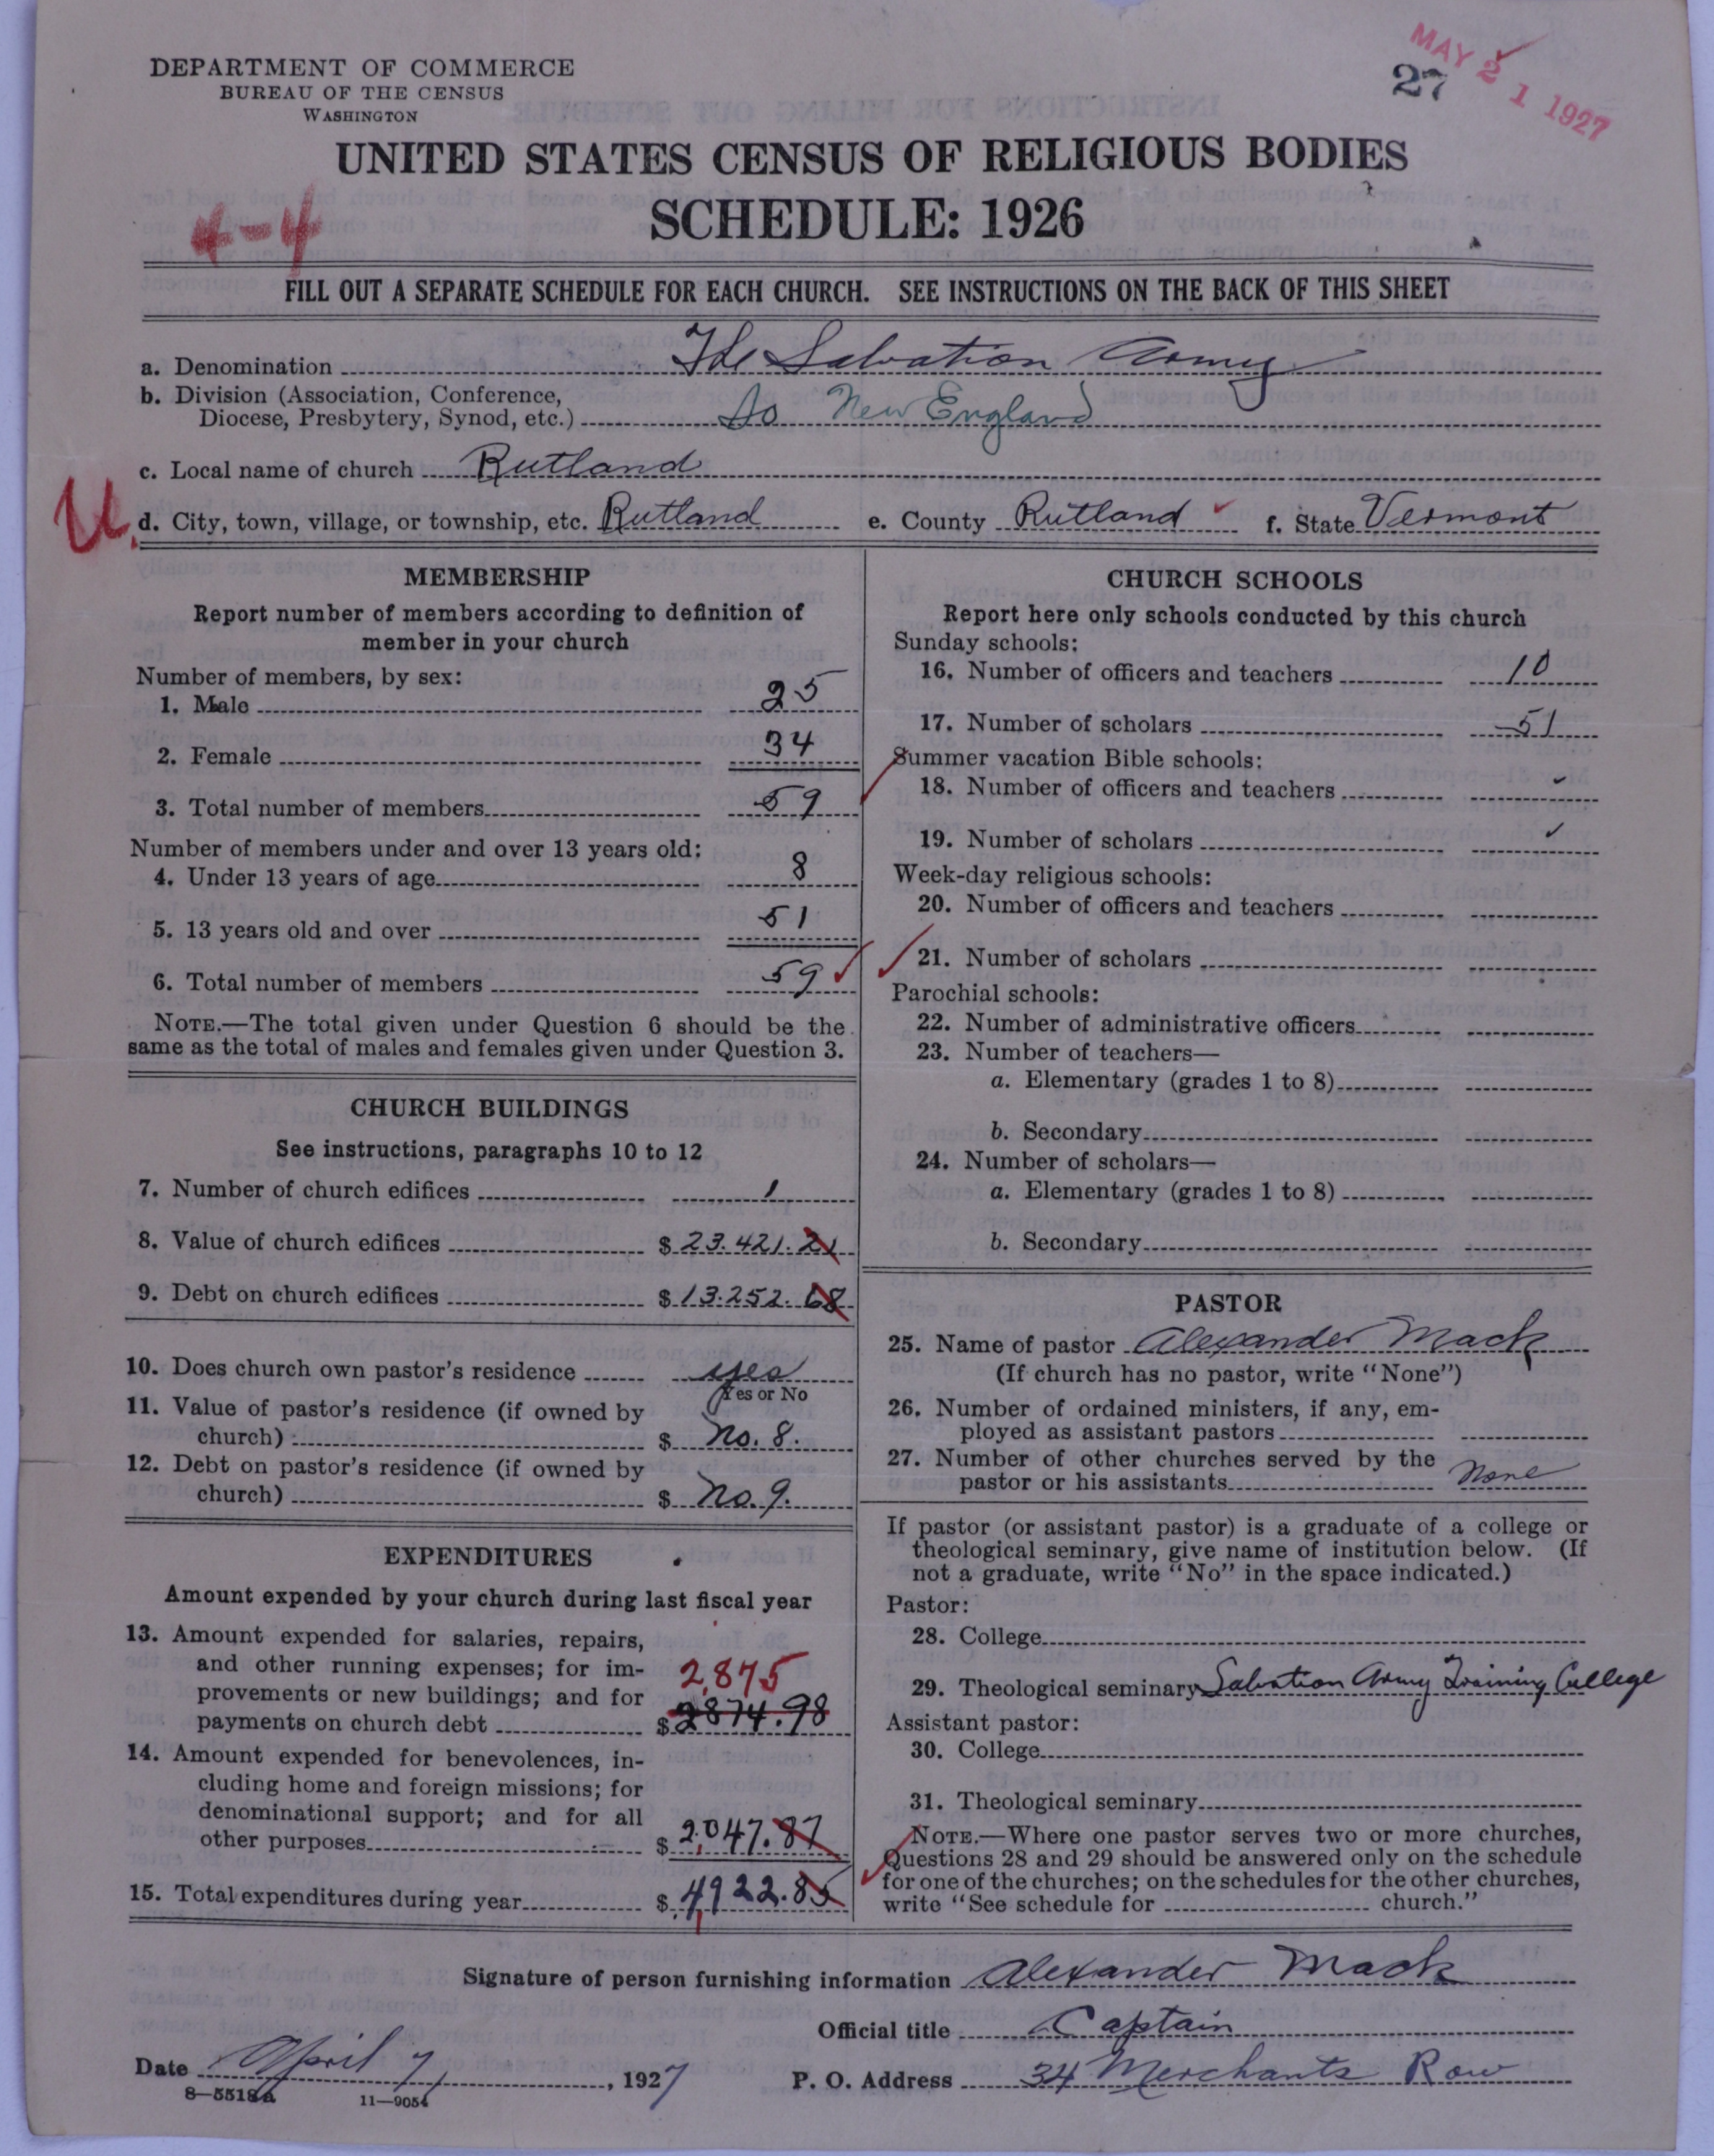 DEPARTMENT OF COMMERCE
BUREAU OF THE CENSUS
WASHINGTON
27
MAY 21 1927
UNITED STATES CENSUS OF RELIGIOUS BODIES
SCHEDULE: 1926
4-4
FILL OUT A SEPARATE SCHEDULE FOR EACH CHURCH. SEE INSTRUCTIONS ON THE BACK OF THIS SHEET
a. Denomination The Salvation Army
b. Division (Association, Conference,
Diocese, Presbytery, Synod, etc.) So New England
c. Local name of church Rutland
U
d. City, town, village, or township, etc. Rutland e. County Rutland f. State Vermont
MEMBERSHIP
Report number of members according to definition of
member in your church
Number of members, by sex:
1. Male 25
2. Female 34
3. Total number of members 59
Number of members under and over 13 years old:
4. Under 13 years of age 8
5. 13 years old and over 51
6. Total number of members 59
NOTE.—The total given under Question 6 should be the
same as the total of males and females given under Question 3.
CHURCH BUILDINGS
See instructions, paragraphs 10 to 12
7. Number of church edifices 1
8. Value of church edifices $ 23.421.21
9. Debt on church edifices $ 13.252.68
10. Does church own pastor's residence yes
Yes or No
11. Value of pastor's residence (if owned by
church) $ No. 8.
12. Debt on pastor's residence (if owned by
church) $ No. 9.
EXPENDITURES
Amount expended by your church during last fiscal year
13. Amount expended for salaries, repairs,
and other running expenses; for im-
provements or new buildings; and for 2,875
payments on church debt $ 2874.98
14. Amount expended for benevolences, in-
cluding home and foreign missions; for
denominational support; and for all
other purposes $ 2.047.87
15. Total expenditures during year $ 4,922.85
CHURCH SCHOOLS
Report here only schools conducted by this church
Sunday schools:
16. Number of officers and teachers 10
17. Number of scholars 51
Summer vacation Bible schools:
18. Number of officers and teachers ✓
19. Number of scholars ✓
Week-day religious schools:
20. Number of officers and teachers
21. Number of scholars
Parochial schools:
22. Number of administrative officers
23. Number of teachers—
a. Elementary (grades 1 to 8)
b. Secondary
24. Number of scholars—
a. Elementary (grades 1 to 8)
b. Secondary
PASTOR
25. Name of pastor Alexander Mack
(If church has no pastor, write "None")
26. Number of ordained ministers, if any, em-
ployed as assistant pastors
27. Number of other churches served by the
pastor or his assistants None
If pastor (or assistant pastor) is a graduate of a college or
theological seminary, give name of institution below. (If
not a graduate, write "No" in the space indicated.)
Pastor:
28. College
29. Theological seminary Salvation Army Training College
Assistant pastor:
30. College
31. Theological seminary
NOTE.—Where one pastor serves two or more churches,
Questions 28 and 29 should be answered only on the schedule
for one of the churches; on the schedules for the other churches,
write "See schedule for church."
Signature of person furnishing information Alexander Mack
Official title Captain
Date April 7, 1927 P. O. Address 34 Merchants Row
8—5518a 11—9054